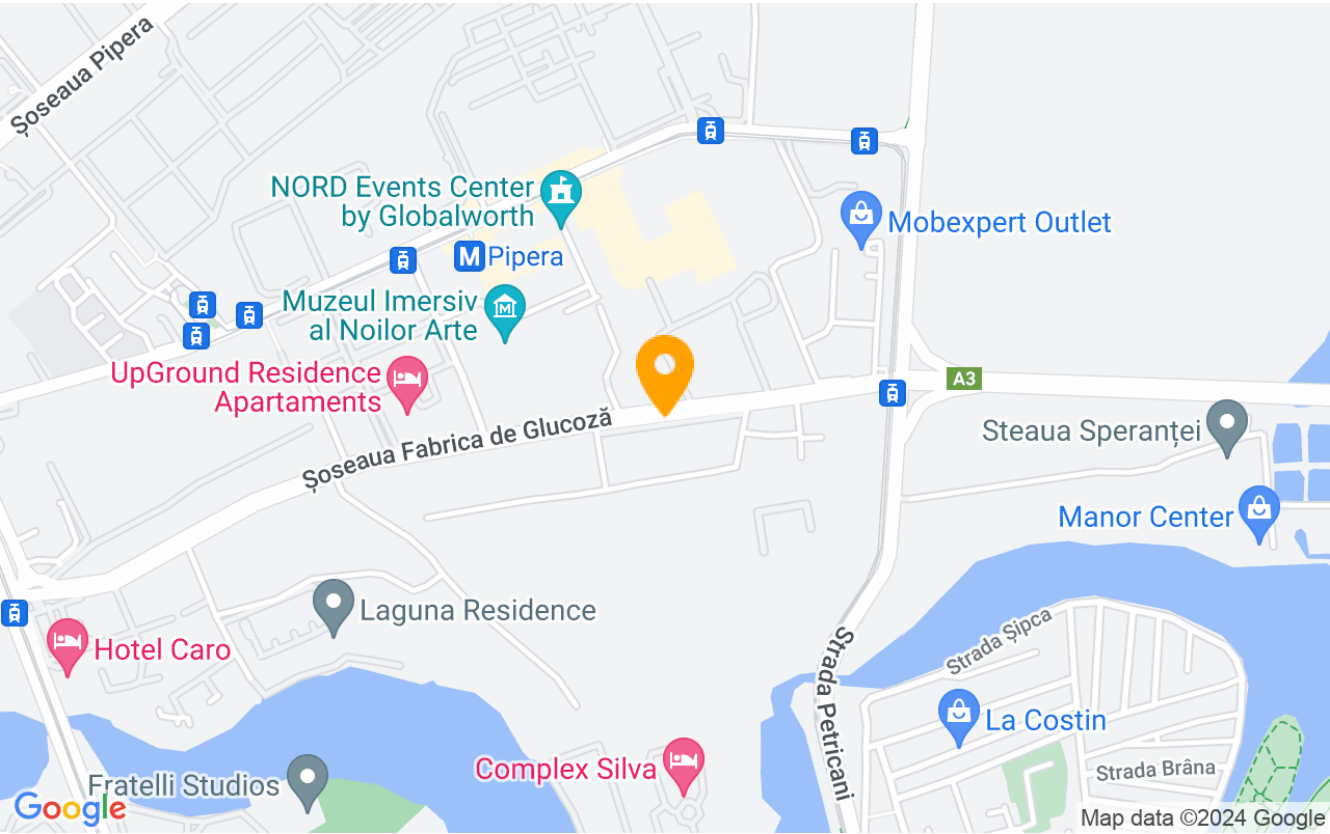 Șoseaua Pipera
NORD Events Center
by Globalworth
M Pipera
Mobexpert Outlet
Muzeul Imersiv
al Noilor Arte
M
UpGround Residence
Apartaments
A3
Șoseaua Fabrica de Glucoză
Steaua Speranței
Manor Center
Laguna Residence
Hotel Caro
Strada Șipca
Strada Petricani
La Costin
Complex Silva
Strada Brâna
Fratelli Studios
Google
Map data ©2024 Google